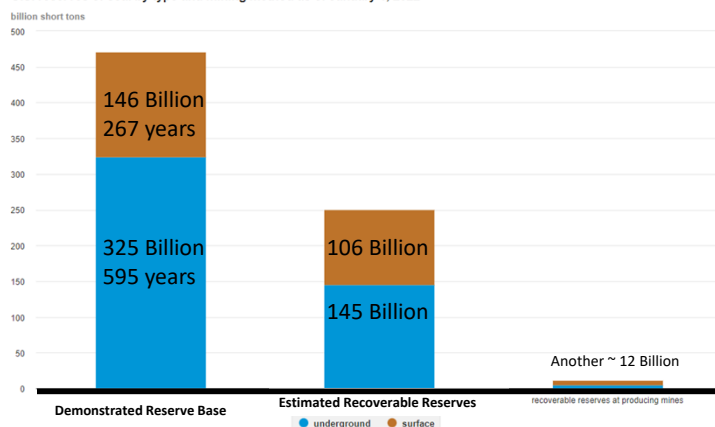 billion short tons
500
450
400
350
300
250
200
150
100
50
0
146 Billion
267 years
325 Billion
595 years
106 Billion
145 Billion
Another ~ 12 Billion
Demonstrated Reserve Base
Estimated Recoverable Reserves
recoverable reserves at producing mines
underground surface